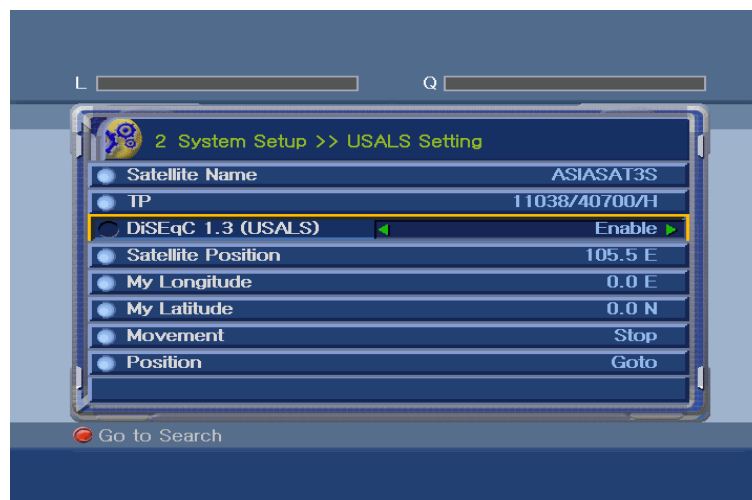 L Q
2 System Setup >> USALS Setting
Satellite Name ASIASAT3S
TP 11038/40700/H
DiSEqC 1.3 (USALS) Enable
Satellite Position 105.5 E
My Longitude 0.0 E
My Latitude 0.0 N
Movement Stop
Position Goto
Go to Search